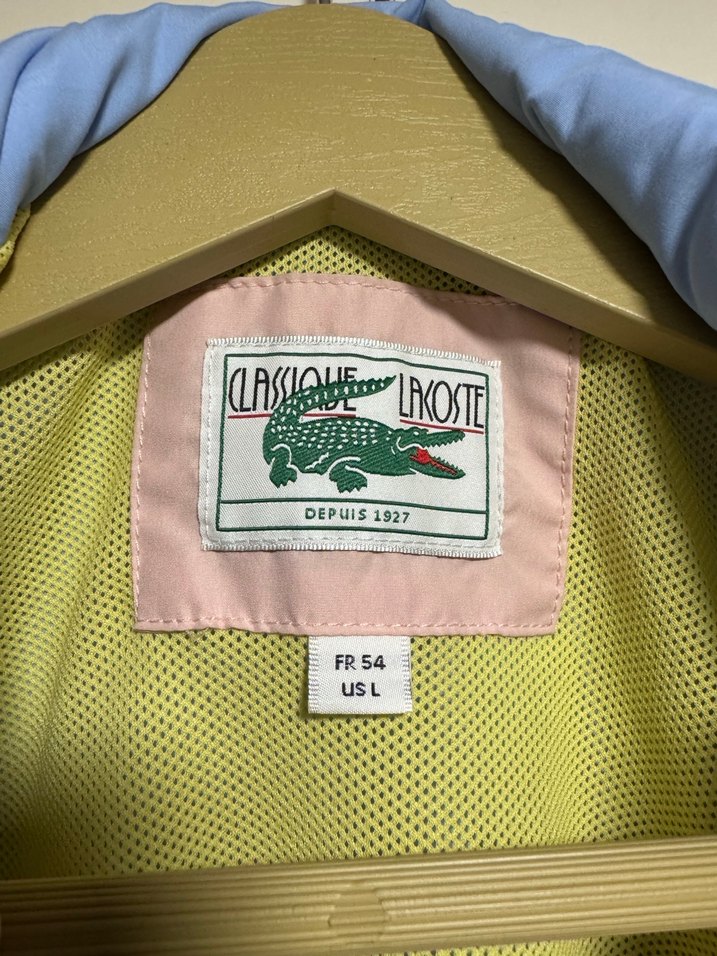 CLASSIQUE LACOSTE
DEPUIS 1927
FR 54
US L